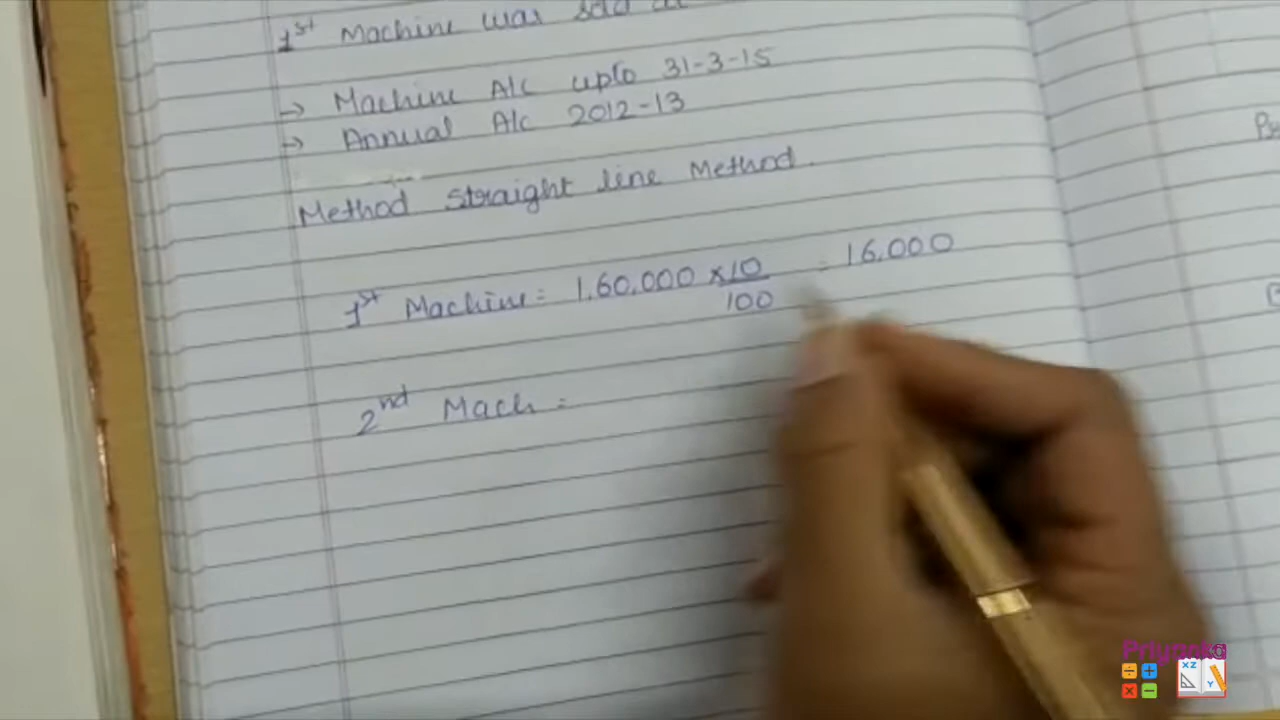 1st Machine was sold
→ Machine A/c upto 31-3-15
→ Annual A/c 2012-13
Method straight line Method.
1st Machine = 1,60,000 × 10 = 16,000
100
2nd Mach =
Priyanka